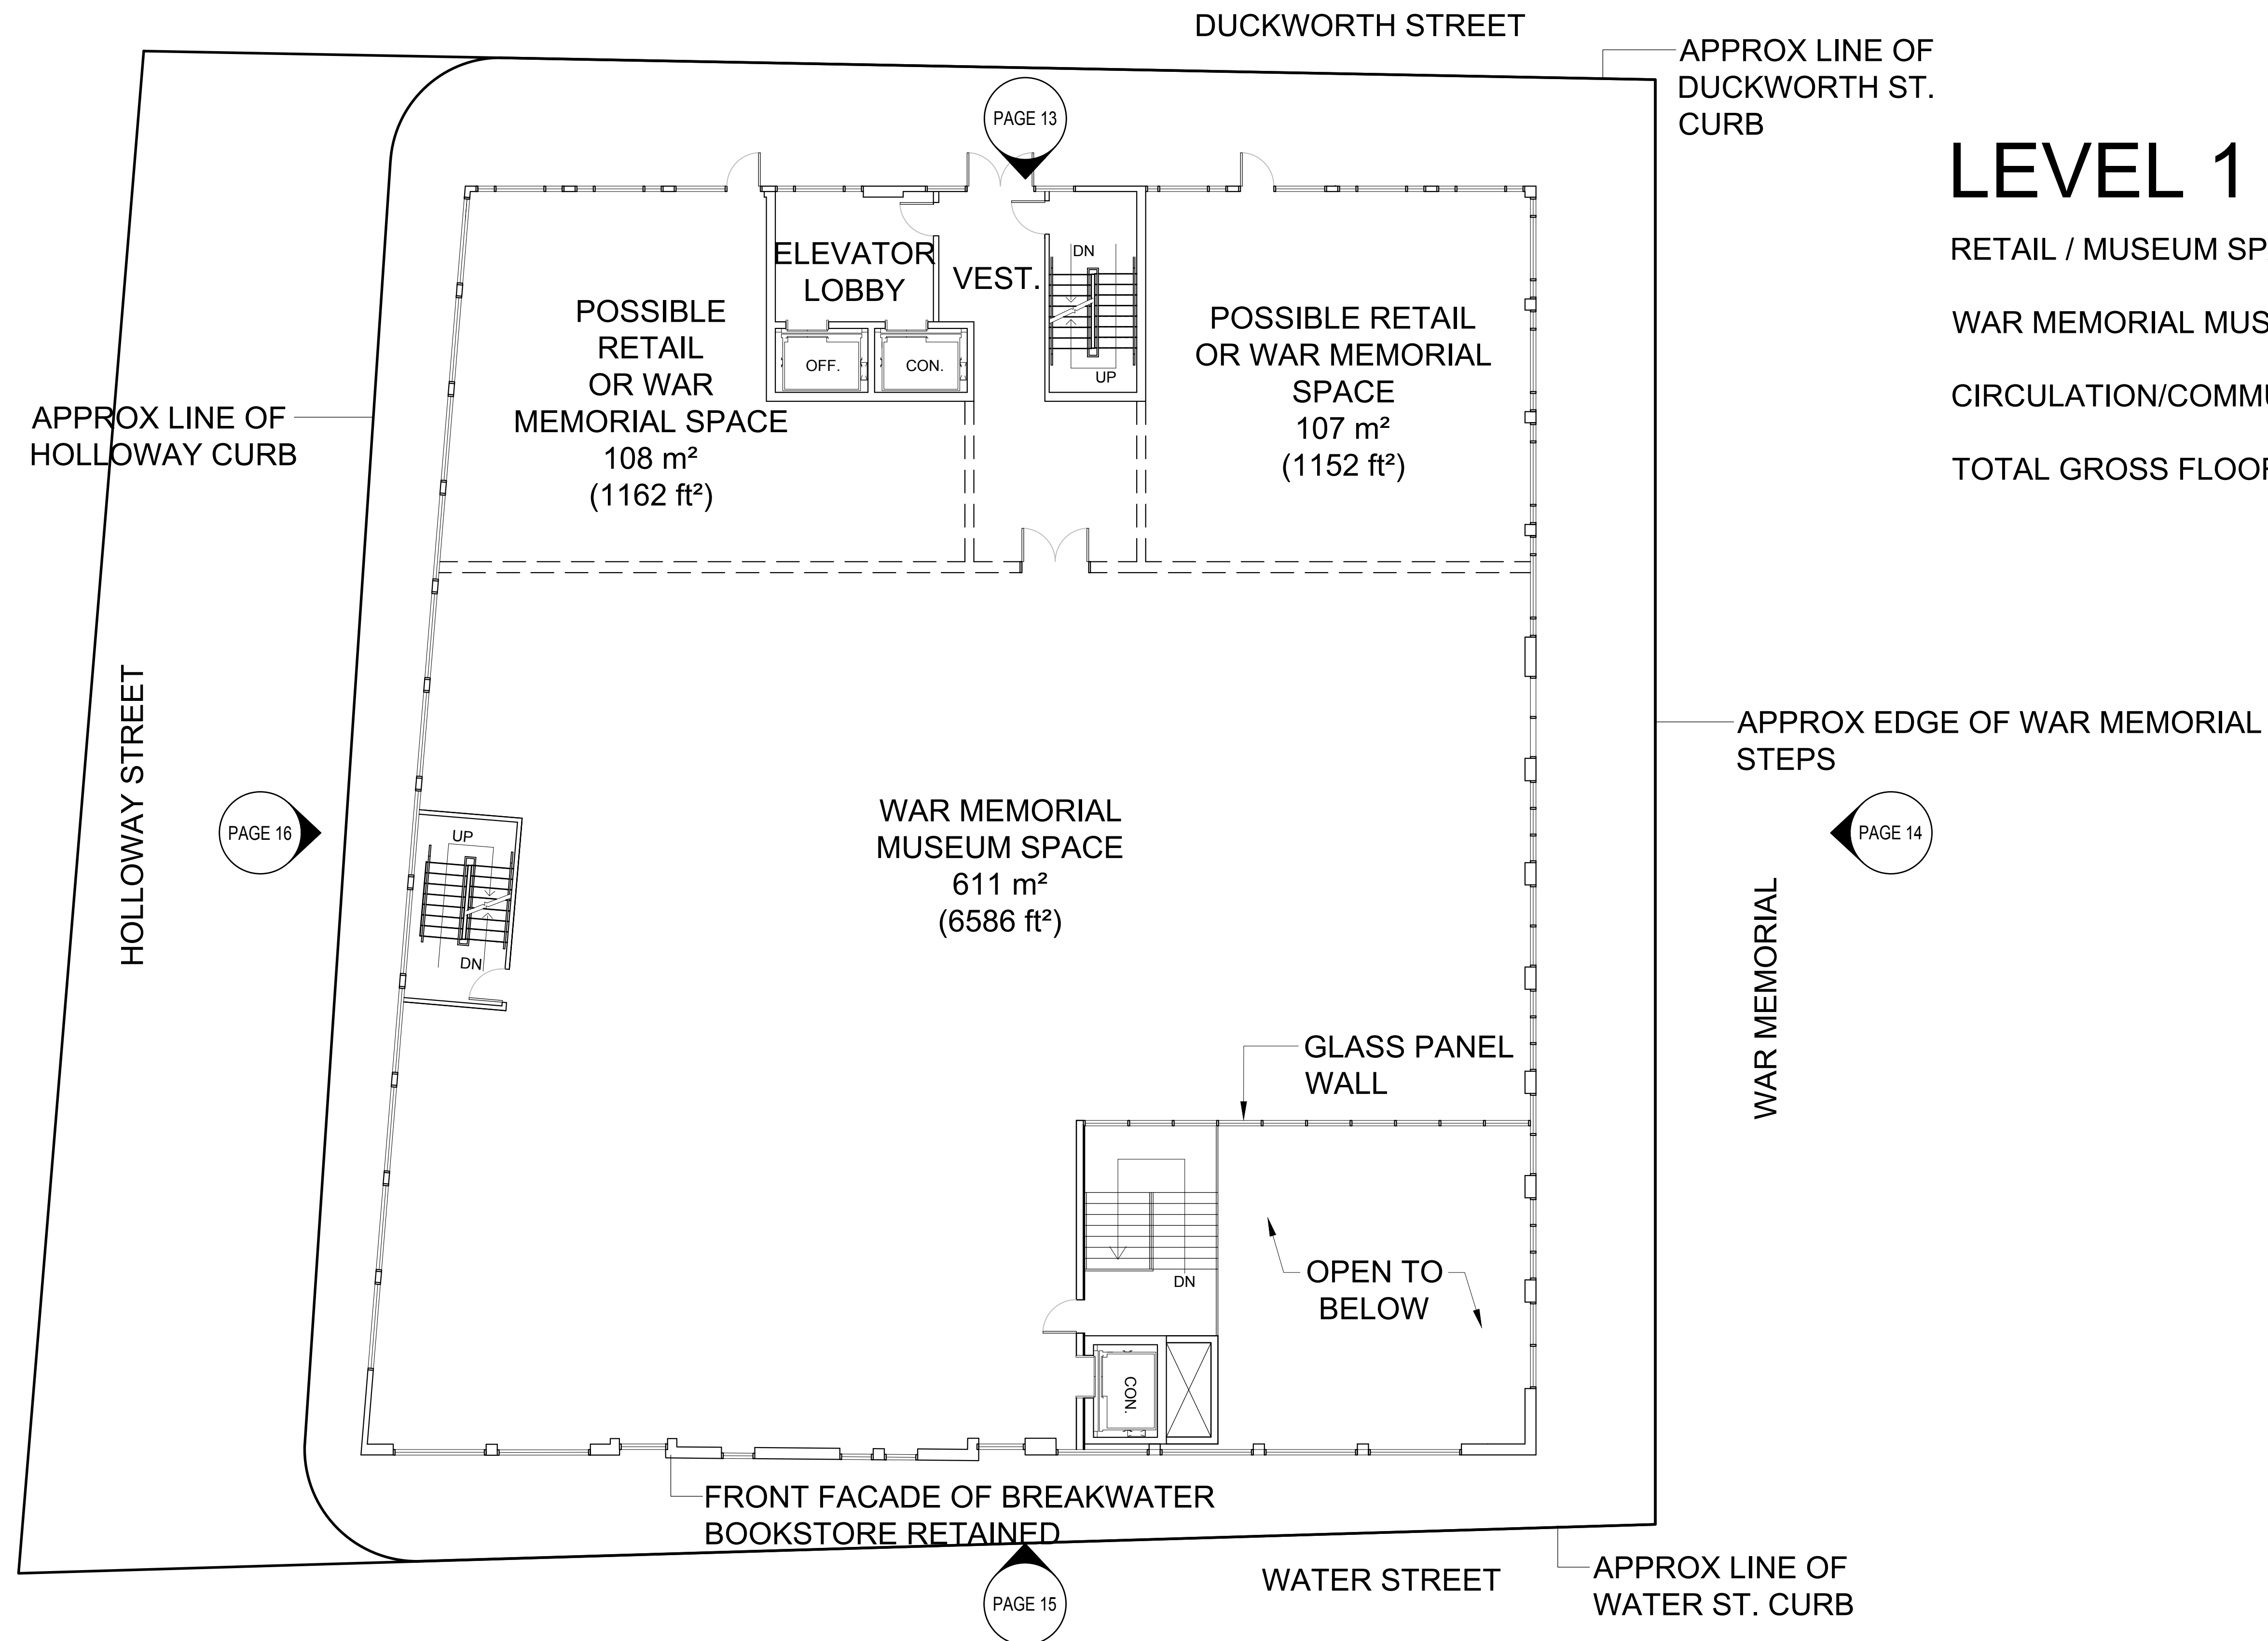 DUCKWORTH STREET
APPROX LINE OF
DUCKWORTH ST.
CURB
PAGE 13
LEVEL 1
RETAIL / MUSEUM
WAR MEMORIAL
TOTAL GROSS
ELEVATOR
LOBBY
VEST.
DN
UP
OFF.
CON.
POSSIBLE
RETAIL
OR WAR
MEMORIAL SPACE
108 m²
(1162 ft²)
POSSIBLE RETAIL
OR WAR MEMORIAL
SPACE
107 m²
(1152 ft²)
APPROX LINE OF
HOLLOWAY CURB
HOLLOWAY STREET
PAGE 16
UP
DN
WAR MEMORIAL
MUSEUM SPACE
611 m²
(6586 ft²)
APPROX EDGE OF WAR MEMORIAL
STEPS
PAGE 14
WAR MEMORIAL
GLASS PANEL
WALL
DN
OPEN TO
BELOW
CON.
FRONT FACADE OF BREAKWATER
BOOKSTORE RETAINED
PAGE 15
WATER STREET
APPROX LINE OF
WATER ST. CURB